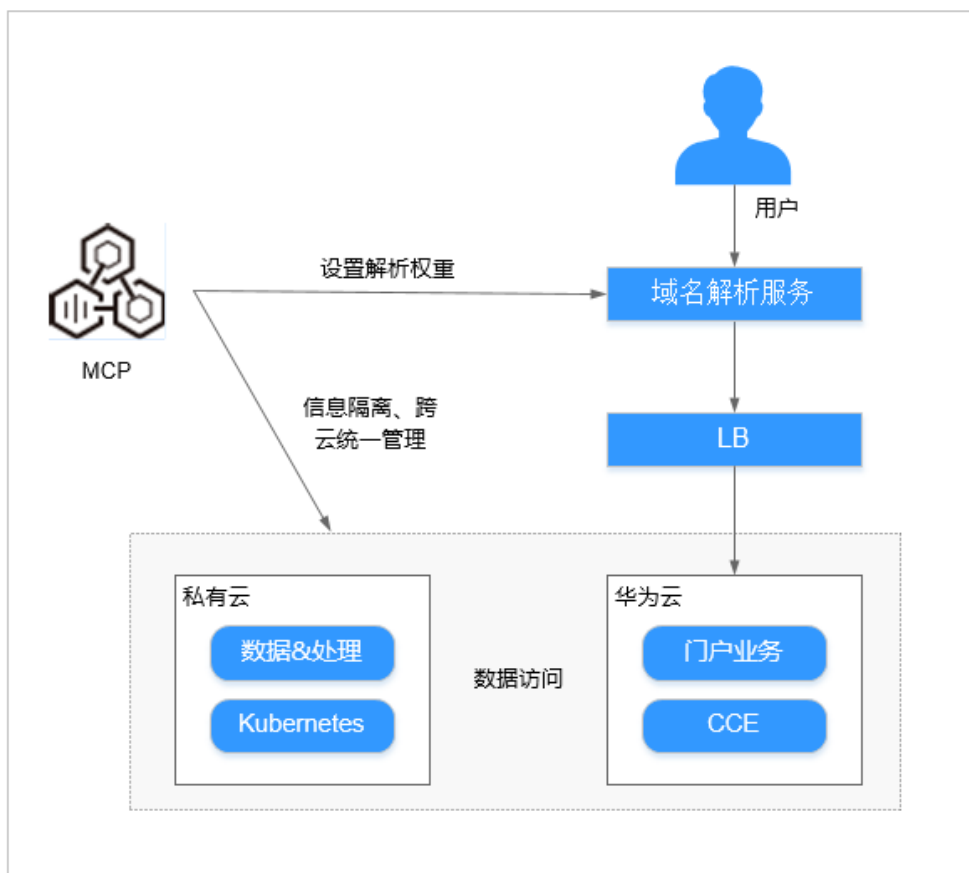 用户
设置解析权重
域名解析服务
MCP
信息隔离、跨
云统一管理
LB
私有云
华为云
数据&处理
门户业务
数据访问
Kubernetes
CCE